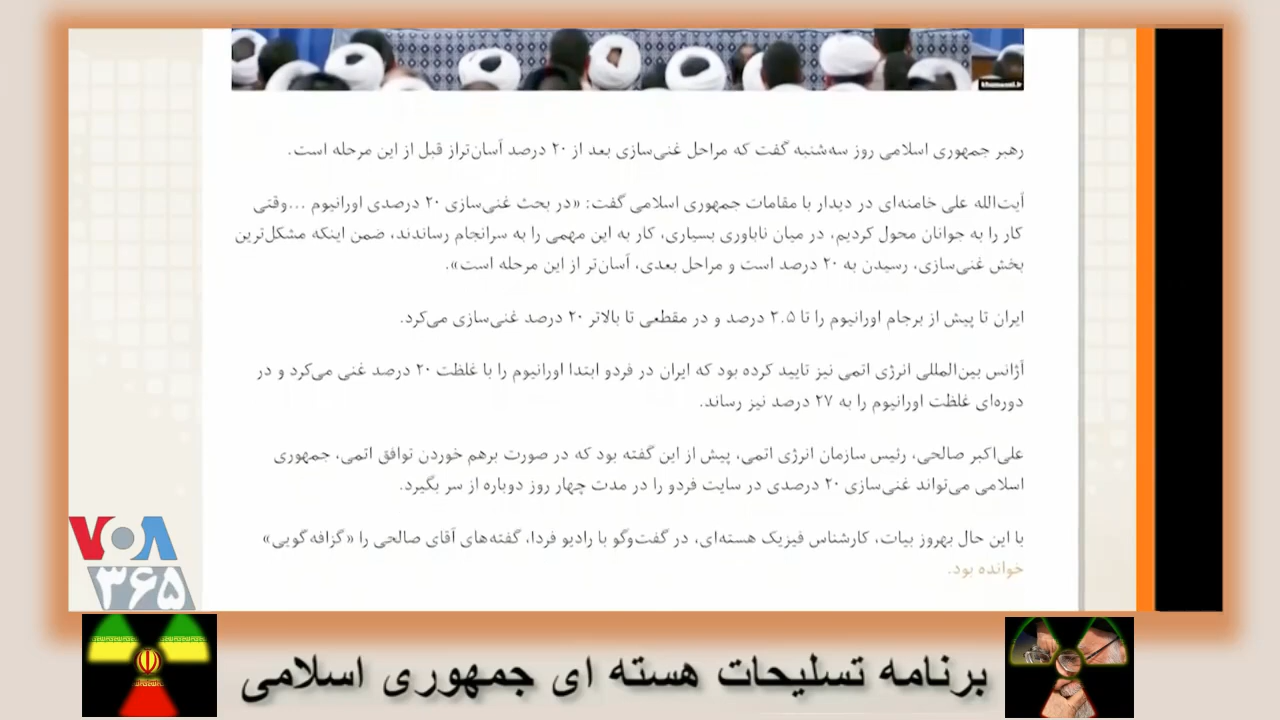 khamenei.ir
رهبر جمهوری اسلامی روز سه‌شنبه گفت که مراحل غنی‌سازی بعد از ۲۰ درصد آسان‌تراز قبل از این مرحله است.
آیت‌الله علی خامنه‌ای در دیدار با مقامات جمهوری اسلامی گفت: «در بحث غنی‌سازی ۲۰ درصدی اورانیوم ...وقتی
کار را به جوانان محول کردیم، در میان ناباوری بسیاری، کار به این مهمی را به سرانجام رساندند، ضمن اینکه مشکل‌ترین
بخش غنی‌سازی، رسیدن به ۲۰ درصد است و مراحل بعدی، آسان‌تر از این مرحله است».
ایران تا پیش از برجام اورانیوم را تا ۳.۵ درصد و در مقطعی تا بالاتر ۲۰ درصد غنی‌سازی می‌کرد.
آژانس بین‌المللی انرژی اتمی نیز تایید کرده بود که ایران در فردو ابتدا اورانیوم را با غلظت ۲۰ درصد غنی می‌کرد و در
دوره‌ای غلظت اورانیوم را به ۲۷ درصد نیز رساند.
علی‌اکبر صالحی، رئیس سازمان انرژی اتمی، پیش از این گفته بود که در صورت برهم خوردن توافق اتمی، جمهوری
اسلامی می‌تواند غنی‌سازی ۲۰ درصدی در سایت فردو را در مدت چهار روز دوباره از سر بگیرد.
با این حال بهروز بیات، کارشناس فیزیک هسته‌ای، در گفت‌وگو با رادیو فردا، گفته‌های آقای صالحی را «گزافه‌گویی»
خوانده بود.
VOA
۳۶۵
برنامه تسلیحات هسته ای جمهوری اسلامی